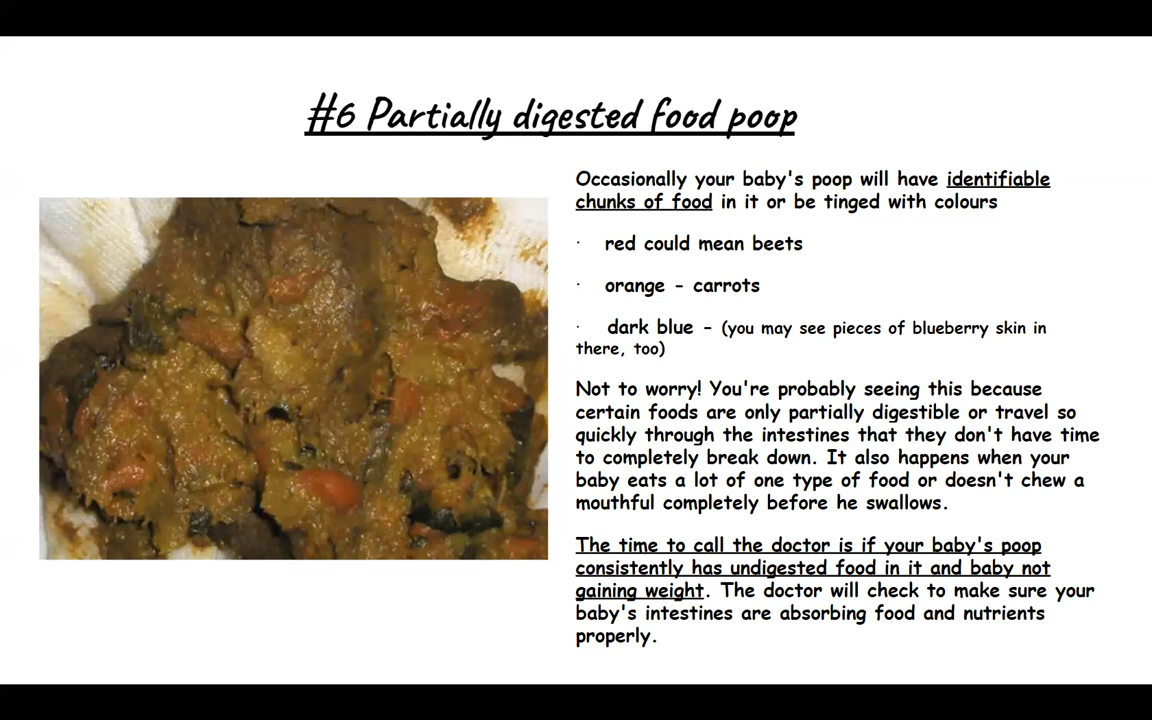 #6 Partially digested food poop
Occasionally your baby's poop will have identifiable
chunks of food in it or be tinged with colours
· red could mean beets
· orange - carrots
· dark blue - (you may see pieces of blueberry skin in
there, too)
Not to worry! You're probably seeing this because
certain foods are only partially digestible or travel so
quickly through the intestines that they don't have time
to completely break down. It also happens when your
baby eats a lot of one type of food or doesn't chew a
mouthful completely before he swallows.
The time to call the doctor is if your baby's poop
consistently has undigested food in it and baby not
gaining weight. The doctor will check to make sure your
baby's intestines are absorbing food and nutrients
properly.